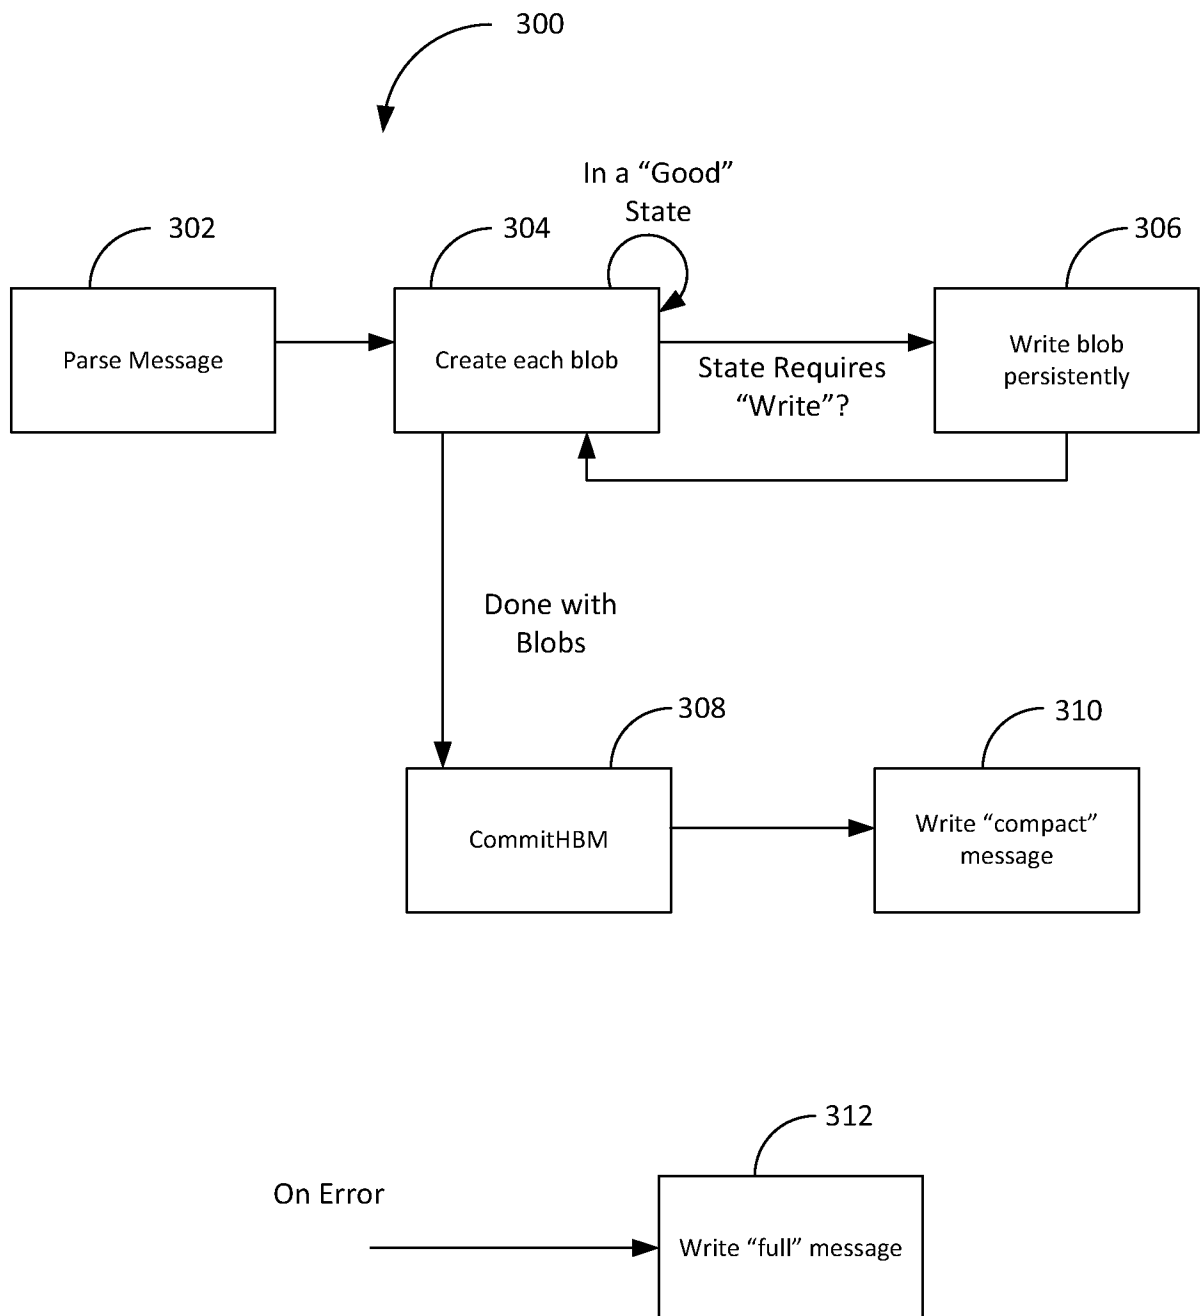 300
In a “Good”
State
302
304
306
Parse Message
Create each blob
State Requires
“Write”?
Write blob
persistently
Done with
Blobs
308
310
CommitHBM
Write “compact”
message
312
On Error
Write “full” message